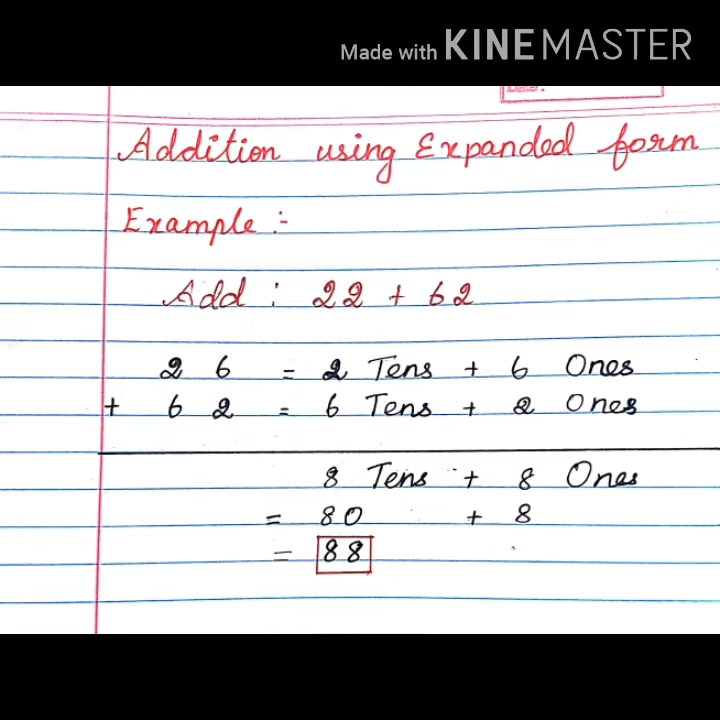 Made with KINEMASTER
Addition using Expanded form
Example :-
Add : 22 + 62
2 6 = 2 Tens + 6 Ones
+ 6 2 = 6 Tens + 2 Ones
8 Tens + 8 Ones
= 80 + 8
= 88